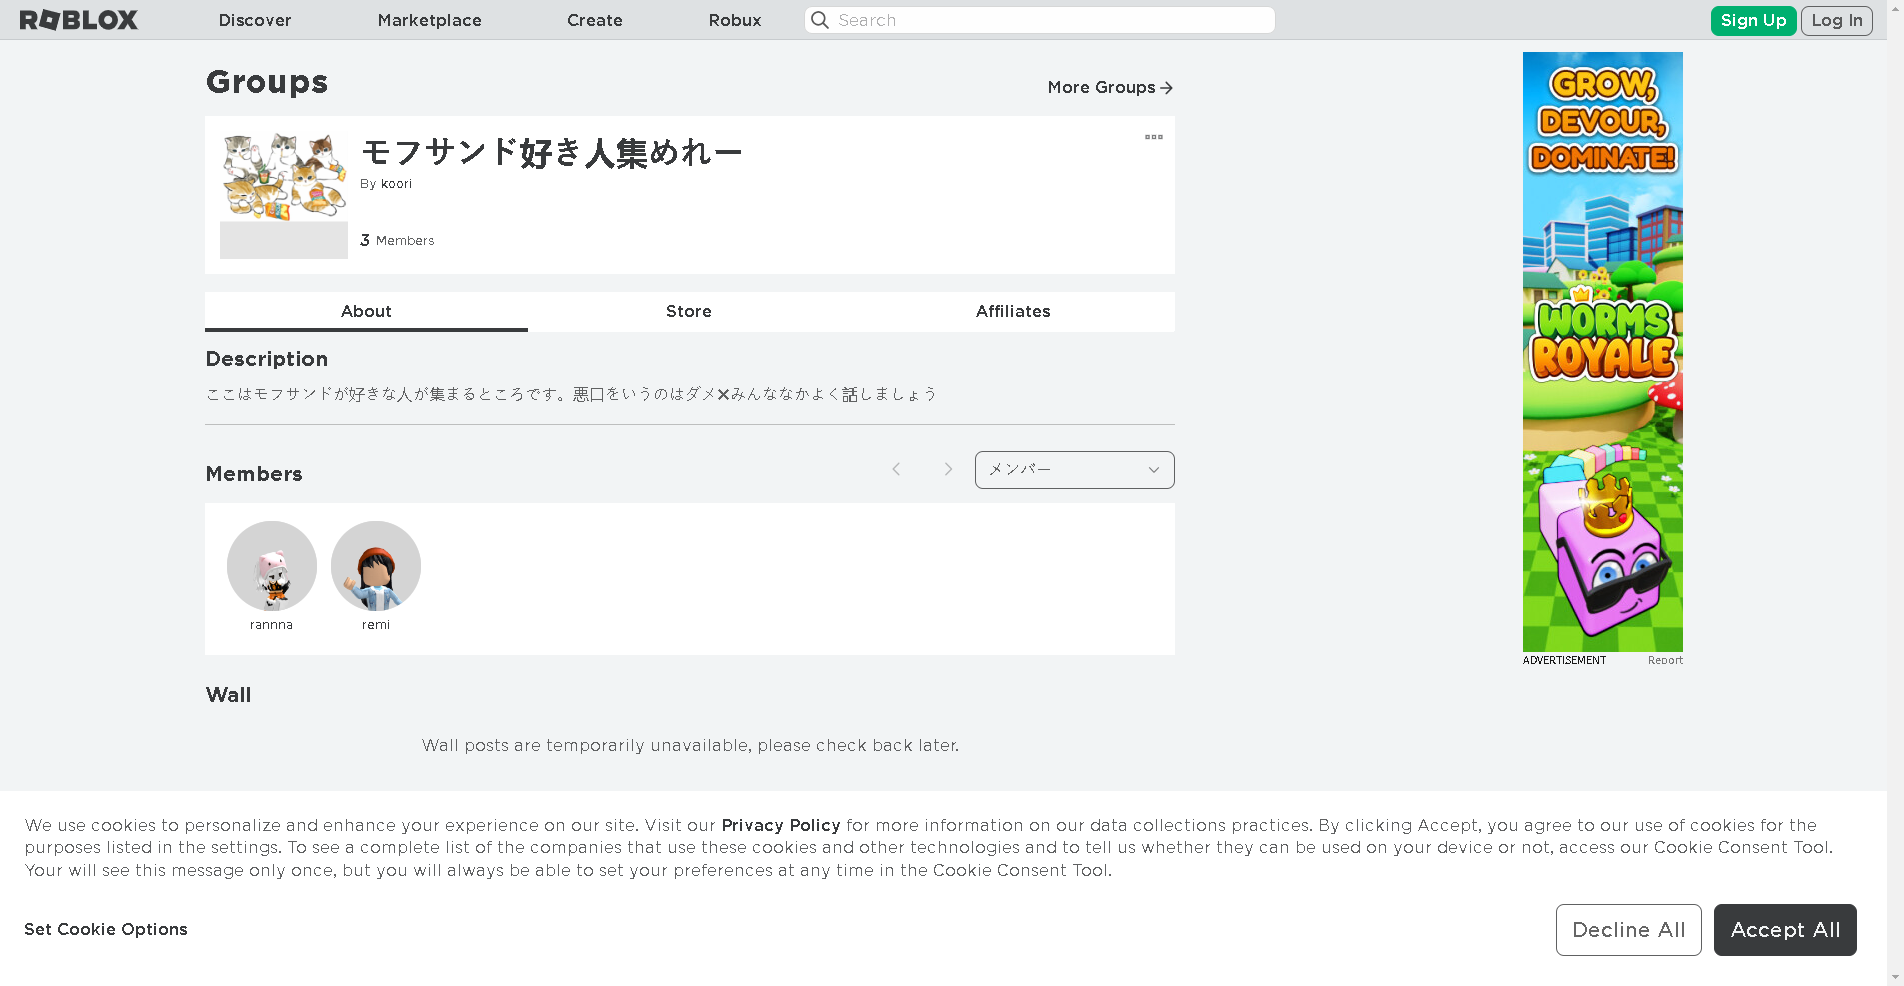 ROBLOX Discover Marketplace Create Robux Search Sign Up Log In
Groups
More Groups
モフサンド好き人集めれー
By koori
3 Members
About Store Affiliates
Description
ここはモフサンドが好きな人が集まるところです。悪口をいうのはダメ❌みんななかよく話しましょう
Members
メンバー
rannna remi
Wall
Wall posts are temporarily unavailable, please check back later.
GROW,
DEVOUR,
DOMINATE!
WORMS
ROYALE
ADVERTISEMENT Report
We use cookies to personalize and enhance your experience on our site. Visit our Privacy Policy for more information on our data collections practices. By clicking Accept, you agree to our use of cookies for the
purposes listed in the settings. To see a complete list of the companies that use these cookies and other technologies and to tell us whether they can be used on your device or not, access our Cookie Consent Tool.
Your will see this message only once, but you will always be able to set your preferences at any time in the Cookie Consent Tool.
Set Cookie Options
Decline All
Accept All